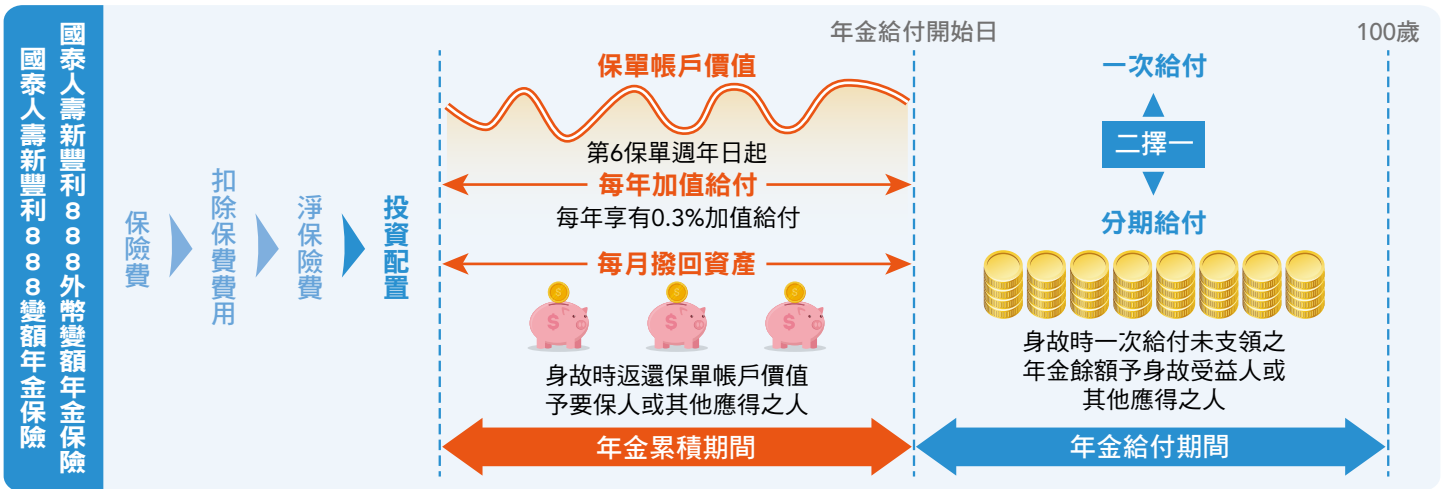 國泰人壽新豐利888外幣變額年金保險
國泰人壽新豐利888變額年金保險
保險費
扣除保費費用
淨保險費
投資配置
年金給付開始日
100歲
保單帳戶價值
第6保單週年日起
每年加值給付
每年享有0.3%加值給付
每月撥回資產
$
$
$
$
$
$
身故時返還保單帳戶價值
予要保人或其他應得之人
年金累積期間
一次給付
二擇一
分期給付
身故時一次給付未支領之
年金餘額予身故受益人或
其他應得之人
年金給付期間